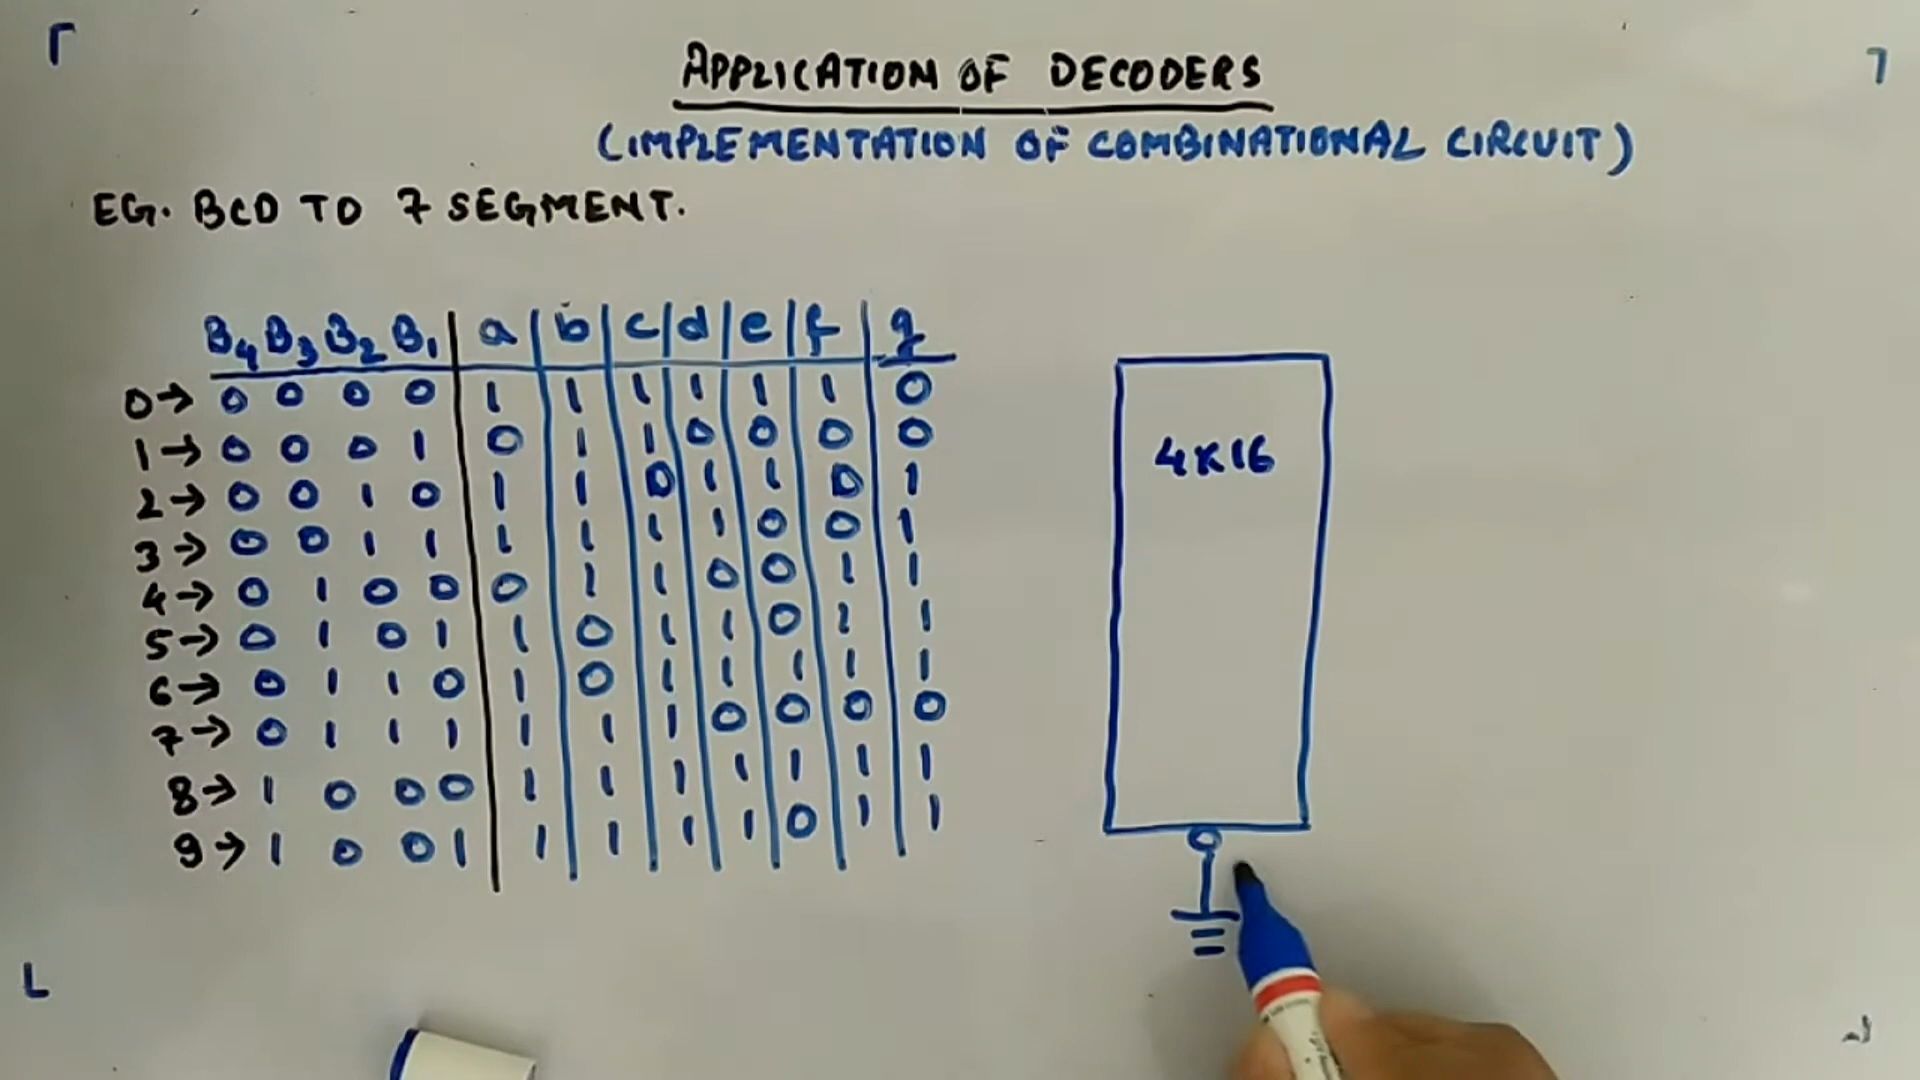 APPLICATION OF DECODERS
(IMPLEMENTATION OF COMBINATIONAL CIRCUIT)
EG. BCD TO 7 SEGMENT.
B4 B3 B2 B1 | a | b | c | d | e | f | g
0→ 0 0 0 0 1 1 1 1 1 1 0
1→ 0 0 0 1 0 1 1 0 0 0 0
2→ 0 0 1 0 1 1 0 1 1 0 1
3→ 0 0 1 1 1 1 1 1 0 0 1
4→ 0 1 0 0 0 1 1 0 0 1 1
5→ 0 1 0 1 1 0 1 1 0 1 1
6→ 0 1 1 0 1 0 1 1 1 1 1
7→ 0 1 1 1 1 1 1 0 0 0 0
8→ 1 0 0 0 1 1 1 1 1 1 1
9→ 1 0 0 1 1 1 1 1 0 1 1
4X16